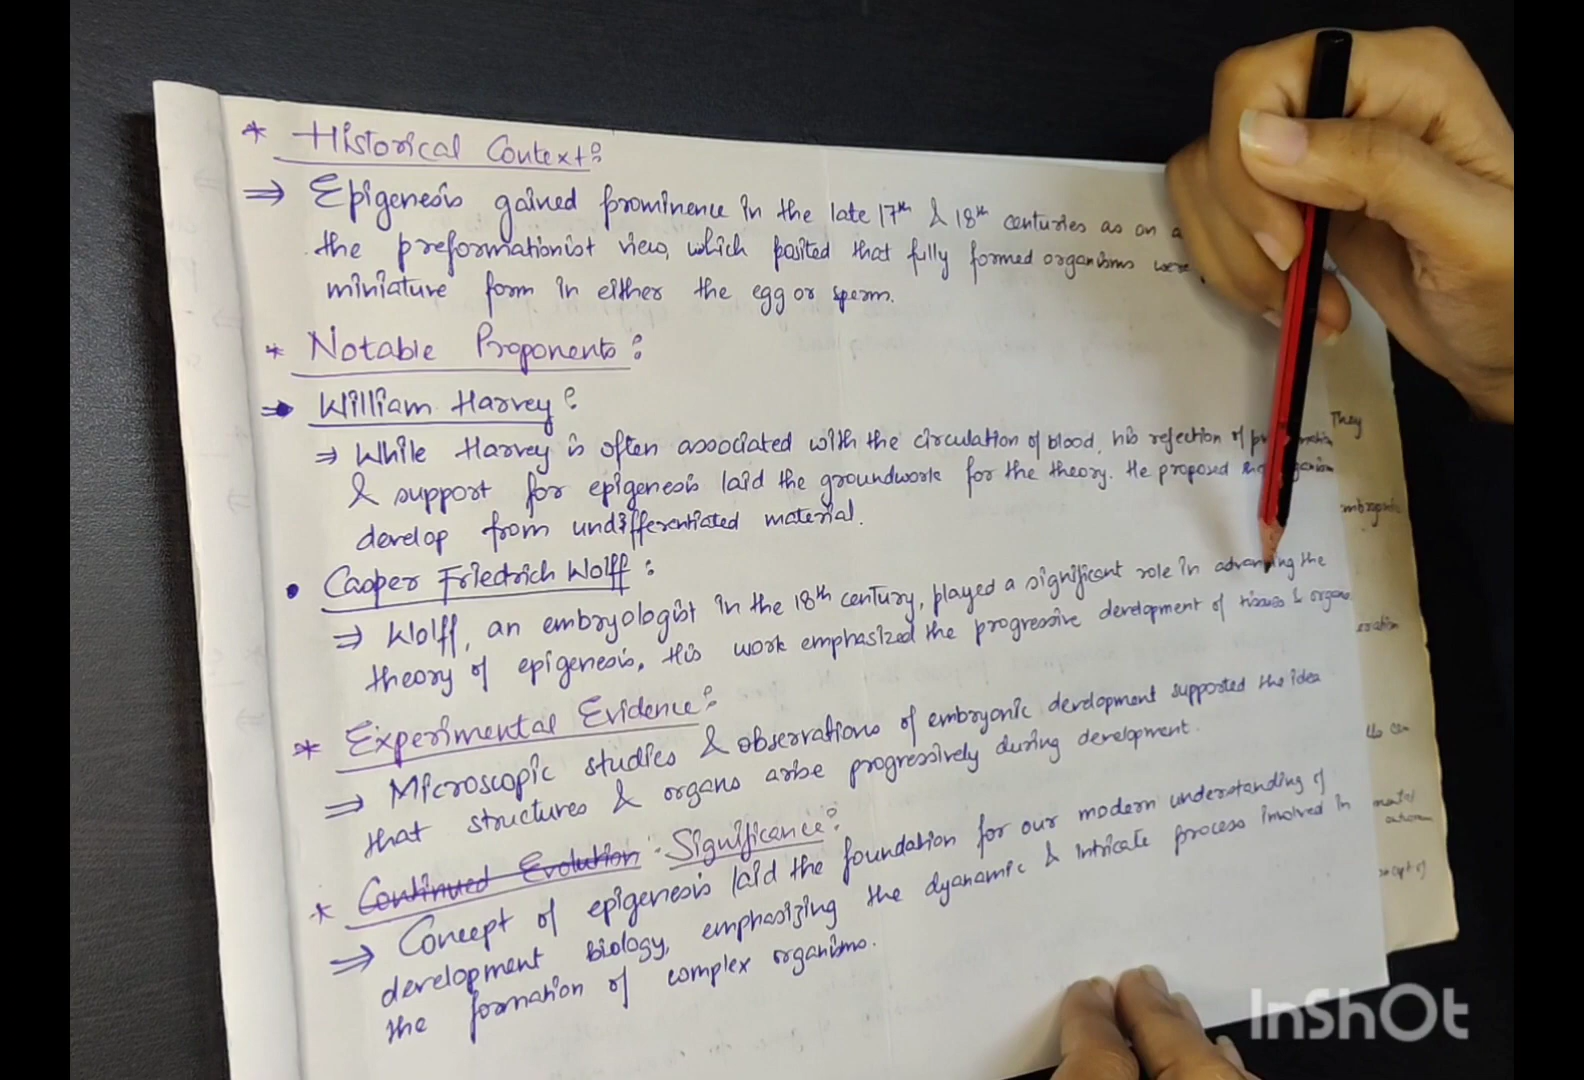 * Historical Context:
⇒ Epigenesis gained prominence in the late 17th & 18th centuries as an a
the preformationist view, which posited that fully formed organisms were
miniature form in either the egg or sperm.
* Notable Proponents:
→ William Harvey:
⇒ While Harvey is often associated with the circulation of blood, his rejection of
& support for epigenesis laid the groundwork for the theory. He proposed
develop from undifferentiated material.
• Casper Friedrich Wolff:
⇒ Wolff, an embryologist in the 18th century, played a significant role in advancing the
theory of epigenesis. His work emphasized the progressive development of tissues & organs
* Experimental Evidence:
⇒ Microscopic studies & observations of embryonic development supported the idea
that structures & organs arise progressively during development.
* Continued Evolution: Significance:
⇒ Concept of epigenesis laid the foundation for our modern understanding of
development biology, emphasizing the dyanamic & intricate process involved in
the formation of complex organisms.
They
InShOt